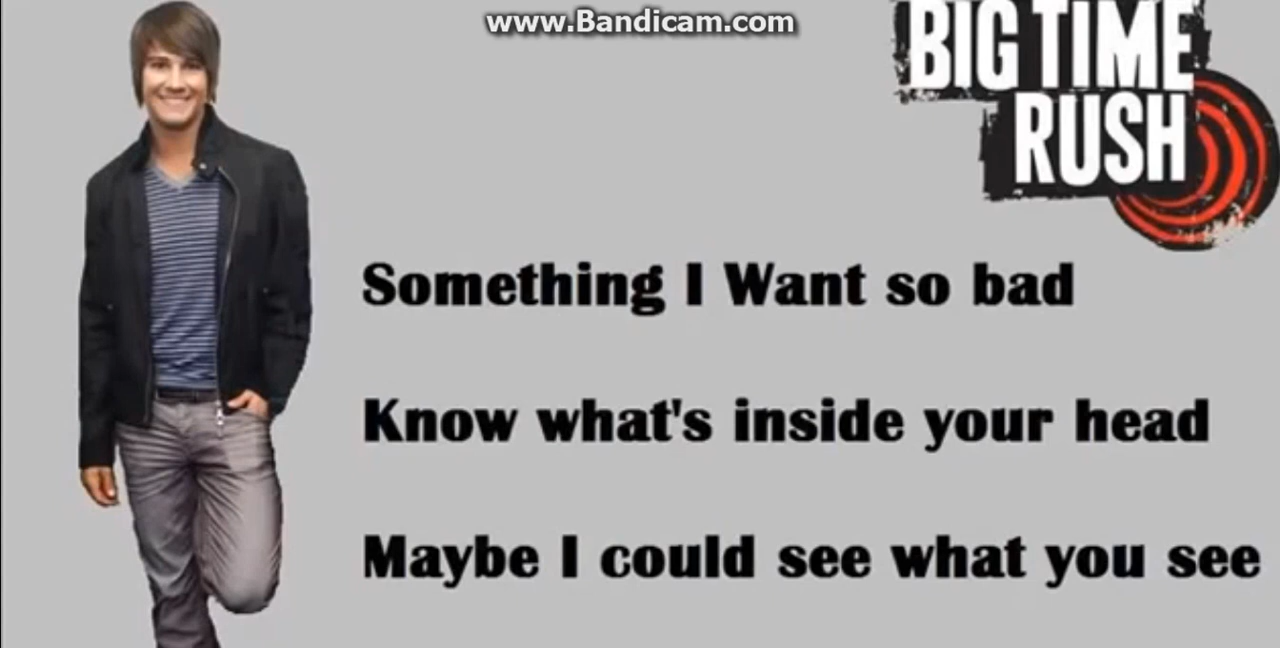 www.Bandicam.com
BIG TIME
RUSH
Something I Want so bad
Know what's inside your head
Maybe I could see what you see